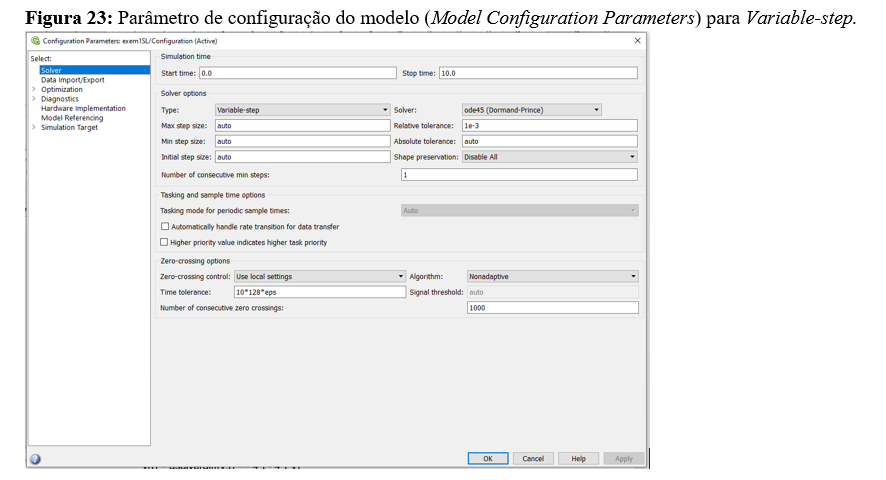 Figura 23: Parâmetro de configuração do modelo (Model Configuration Parameters) para Variable-step.
Configuration Parameters: exem1SL/Configuration (Active)
Select:
Solver
Data Import/Export
Optimization
Diagnostics
Hardware Implementation
Model Referencing
Simulation Target
Simulation time
Start time: 0.0 Stop time: 10.0
Solver options
Type: Variable-step Solver: ode45 (Dormand-Prince)
Max step size: auto Relative tolerance: 1e-3
Min step size: auto Absolute tolerance: auto
Initial step size: auto Shape preservation: Disable All
Number of consecutive min steps: 1
Tasking and sample time options
Tasking mode for periodic sample times: Auto
Automatically handle rate transition for data transfer
Higher priority value indicates higher task priority
Zero-crossing options
Zero-crossing control: Use local settings Algorithm: Nonadaptive
Time tolerance: 10*128*eps Signal threshold: auto
Number of consecutive zero crossings: 1000
OK Cancel Help Apply